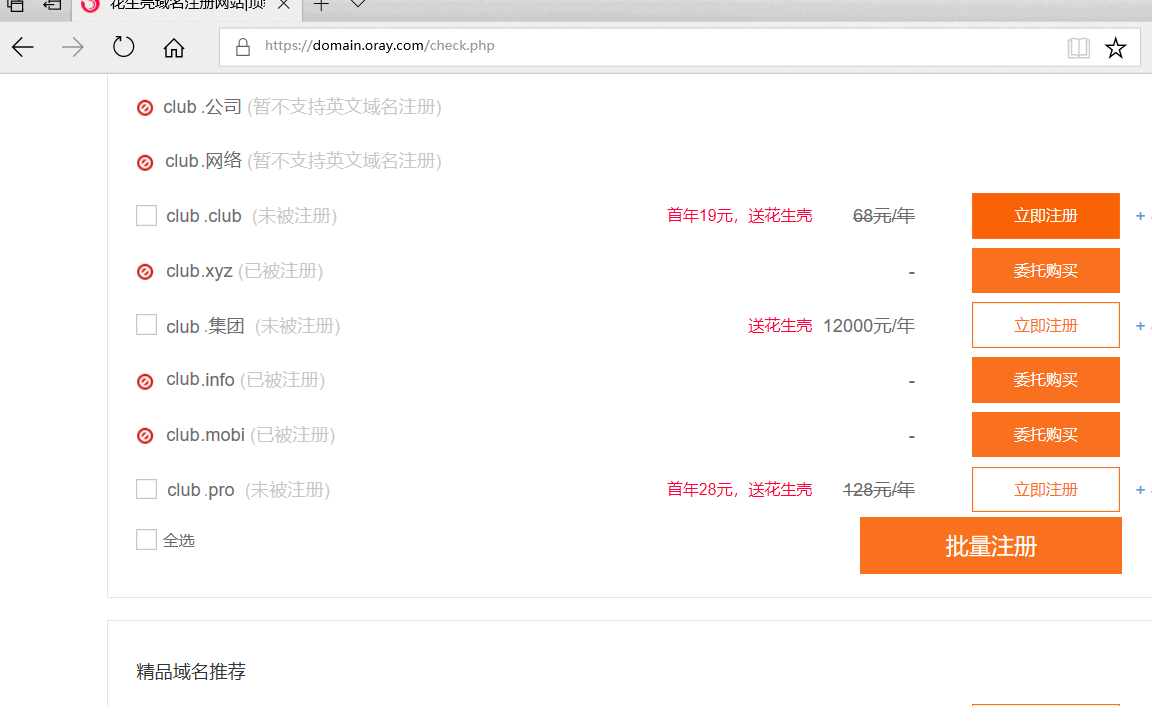 花生壳域名注册网站|顶
https://domain.oray.com/check.php
club .公司 (暂不支持英文域名注册)
club .网络 (暂不支持英文域名注册)
club .club (未被注册) 首年19元，送花生壳 68元/年 立即注册 +
club.xyz (已被注册) - 委托购买
club .集团 (未被注册) 送花生壳 12000元/年 立即注册 +
club.info (已被注册) - 委托购买
club.mobi (已被注册) - 委托购买
club .pro (未被注册) 首年28元，送花生壳 128元/年 立即注册 +
全选 批量注册
精品域名推荐